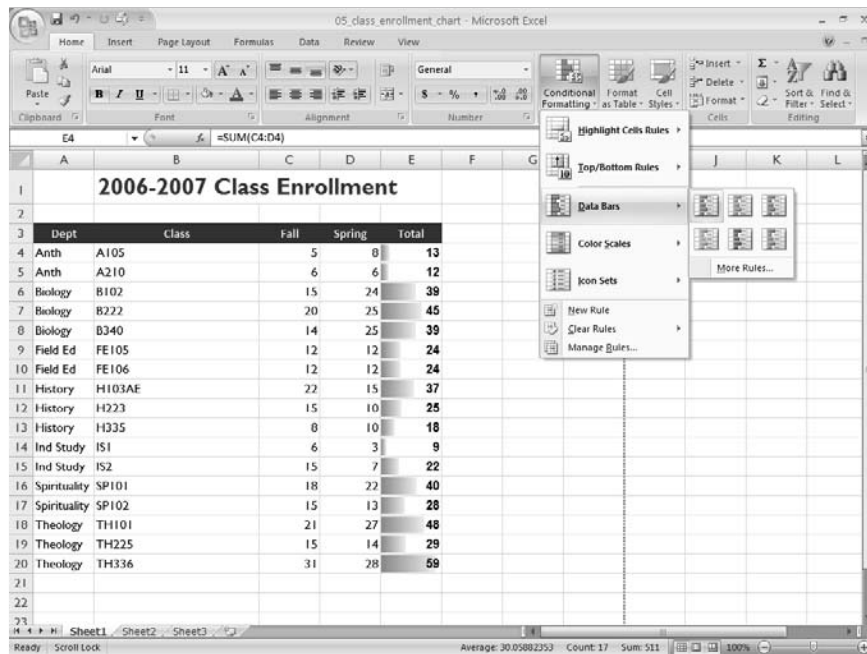 05_class_enrollment_chart - Microsoft Excel
Home Insert Page Layout Formulas Data Review View
Paste
Arial 11 A A
B I U A
General
$ % , .0 .00 .00 .0
Conditional Formatting
Format as Table
Cell Styles
Insert
Delete
Format
Σ
Sort & Filter
Find & Select
Clipboard Font Alignment Number Cells Editing
E4 fx =SUM(C4:D4)
A B C D E F G J K L
1 2006-2007 Class Enrollment
2
3 Dept Class Fall Spring Total
4 Anth A105 5 8 13
5 Anth A210 6 6 12
6 Biology B102 15 24 39
7 Biology B222 20 25 45
8 Biology B340 14 25 39
9 Field Ed FE105 12 12 24
10 Field Ed FE106 12 12 24
11 History H103AE 22 15 37
12 History H223 15 10 25
13 History H335 8 10 18
14 Ind Study IS1 6 3 9
15 Ind Study IS2 15 7 22
16 Spirituality SP101 18 22 40
17 Spirituality SP102 15 13 28
18 Theology TH101 21 27 48
19 Theology TH225 15 14 29
20 Theology TH336 31 28 59
21
22
23
Highlight Cells Rules
Top/Bottom Rules
Data Bars
Color Scales
Icon Sets
New Rule
Clear Rules
Manage Rules...
More Rules...
Sheet1 Sheet2 Sheet3
Ready Scroll Lock Average: 30.05882353 Count: 17 Sum: 511 100%